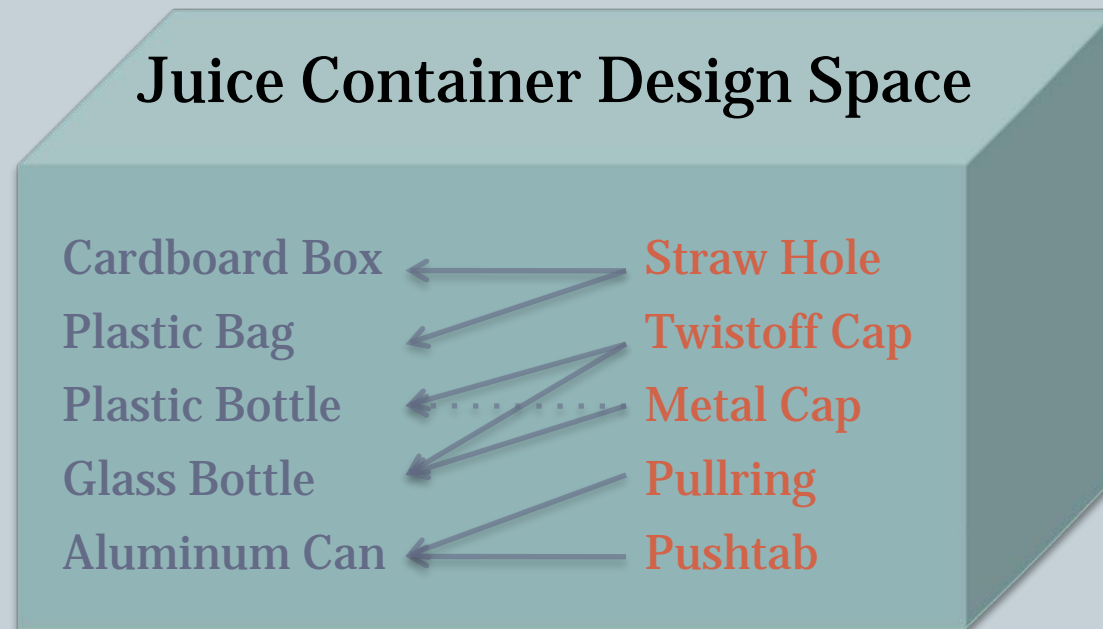 Juice Container Design Space
Cardboard Box
Plastic Bag
Plastic Bottle
Glass Bottle
Aluminum Can
Straw Hole
Twistoff Cap
Metal Cap
Pullring
Pushtab